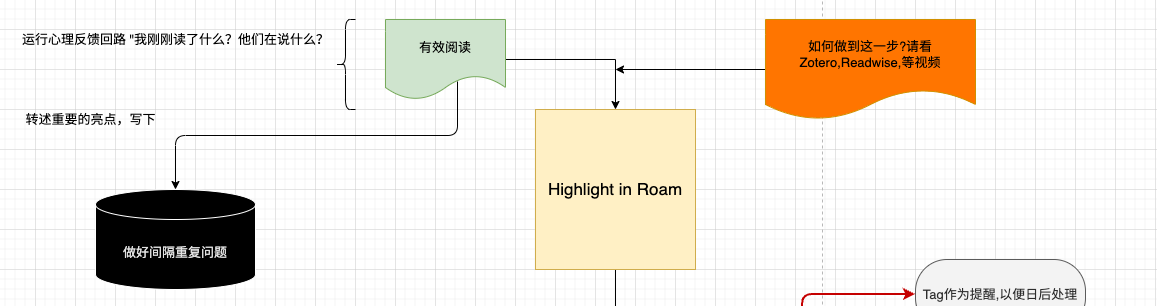 运行心理反馈回路 "我刚刚读了什么？他们在说什么？
有效阅读
如何做到这一步?请看
Zotero,Readwise,等视频
转述重要的亮点，写下
Highlight in Roam
做好间隔重复问题
Tag作为提醒,以便日后处理